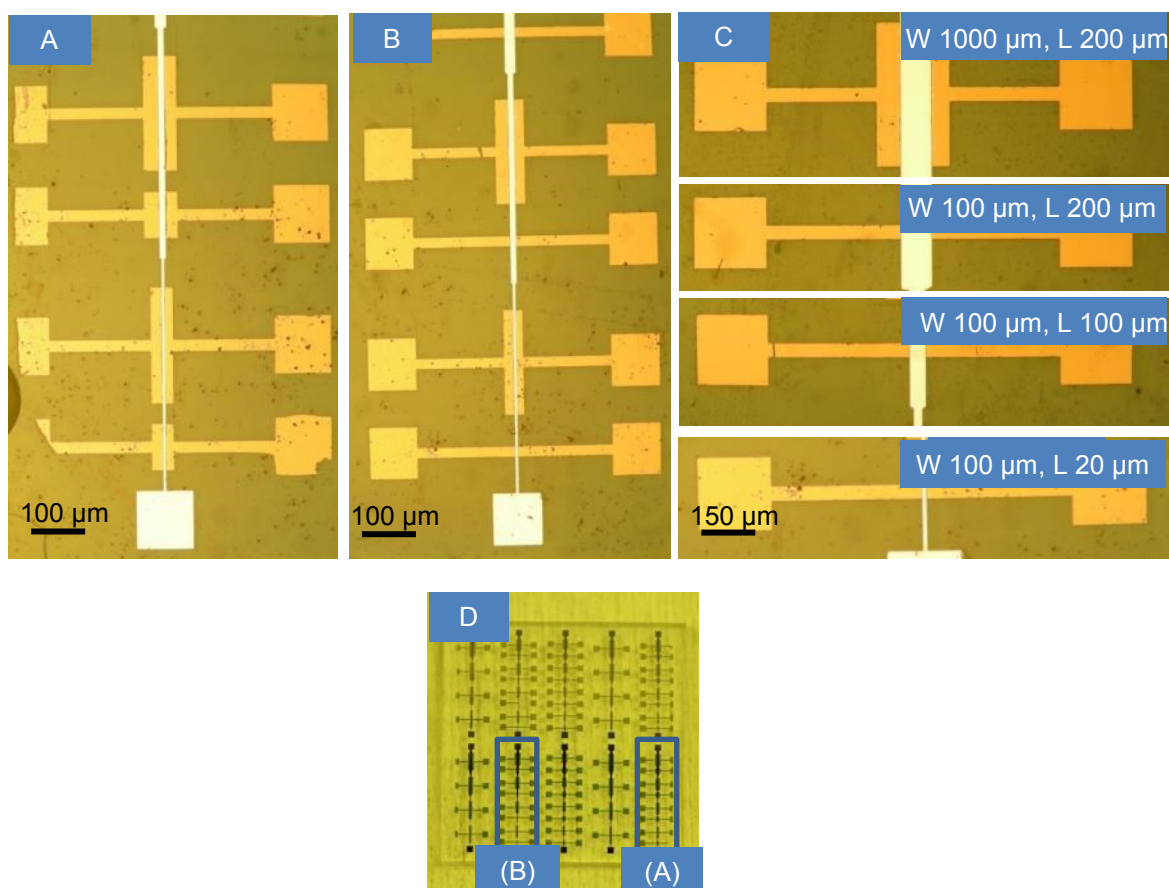 A
B
C
W 1000 µm, L 200 µm
W 100 µm, L 200 µm
W 100 µm, L 100 µm
W 100 µm, L 20 µm
100 µm
100 µm
150 µm
D
(B)
(A)